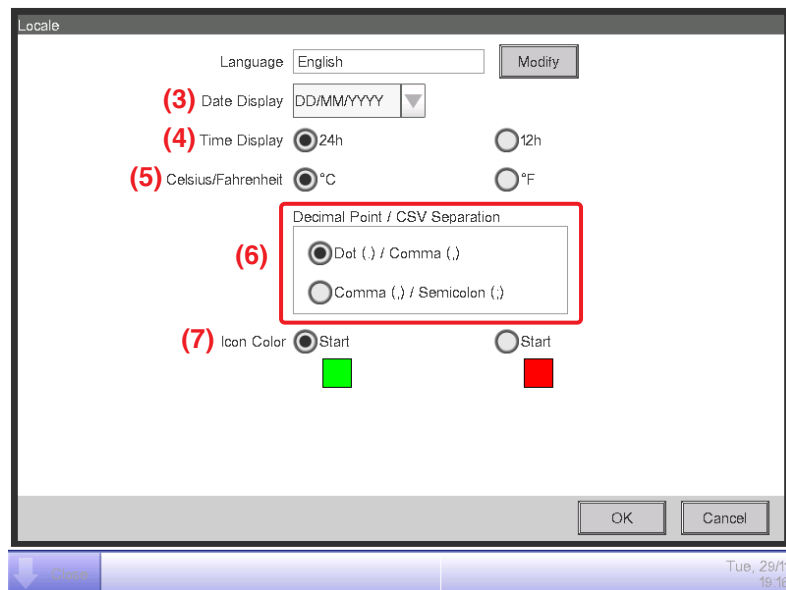 Locale
Language English Modify
(3) Date Display DD/MM/YYYY
(4) Time Display 24h 12h
(5) Celsius/Fahrenheit °C °F
Decimal Point / CSV Separation
(6)
Dot (.) / Comma (,)
Comma (,) / Semicolon (;)
(7) Icon Color Start Start
OK Cancel
Tue, 29/1
19:16